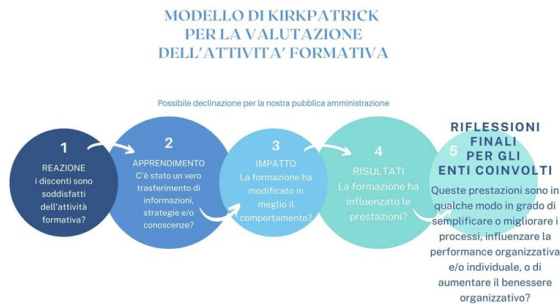 MODELLO DI KIRKPATRICK
PER LA VALUTAZIONE
DELL'ATTIVITA' FORMATIVA
Possibile declinazione per la nostra pubblica amministrazione
1
REAZIONE
i discenti sono
soddisfatti
dell'attività
formativa?
2
APPRENDIMENTO
C'è stato un vero
trasferimento di
informazioni,
strategie e/o
conoscenze?
3
IMPATTO
La formazione ha
modificato in
meglio il
comportamento?
4
RISULTATI
La formazione ha
influenzato le
prestazioni?
5
RIFLESSIONI
FINALI
PER GLI
ENTI COINVOLTI
Queste prestazioni sono in
qualche modo in grado di
semplificare o migliorare i
processi, influenzare la
performance organizzativa
e/o individuale, o di
aumentare il benessere
organizzativo?